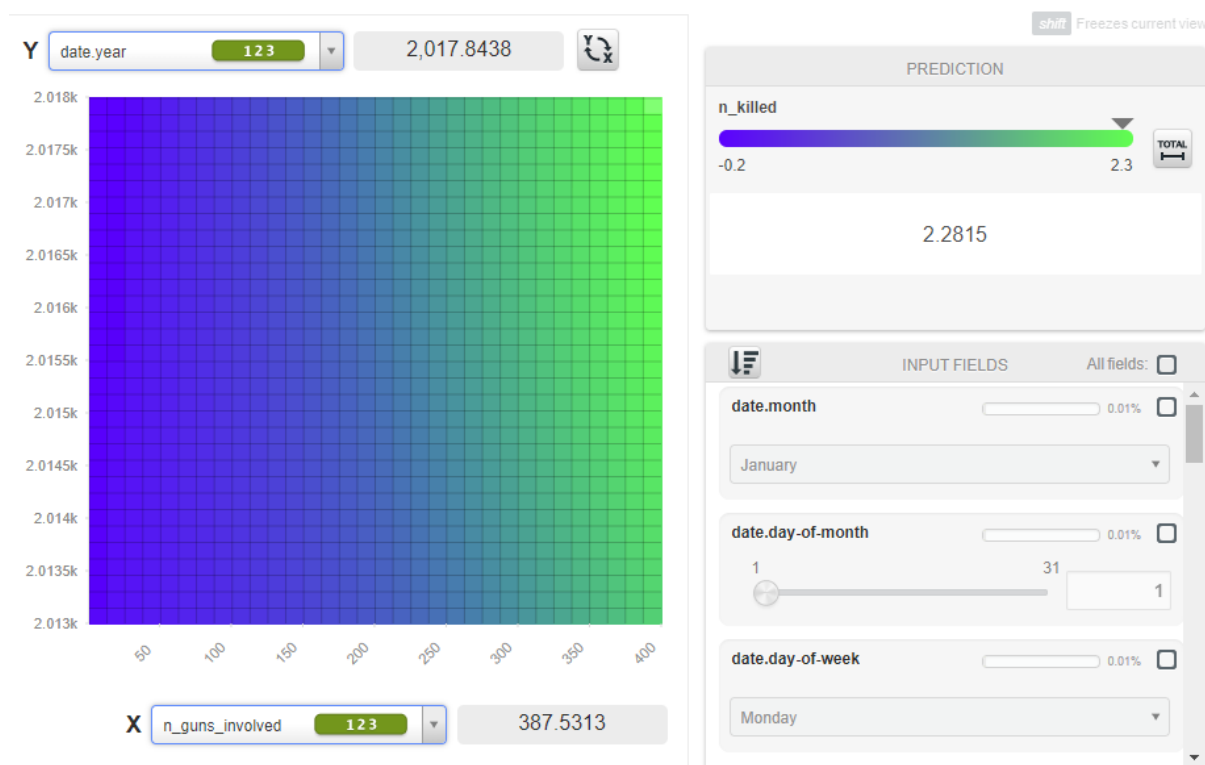 shift Freezes current view
Y date.year 123 2,017.8438 Y X
2.018k
2.0175k
2.017k
2.0165k
2.016k
2.0155k
2.015k
2.0145k
2.014k
2.0135k
2.013k
50 100 150 200 250 300 350 400
X n_guns_involved 123 387.5313
PREDICTION
n_killed
TOTAL
-0.2 2.3
2.2815
INPUT FIELDS All fields:
date.month 0.01%
January
date.day-of-month 0.01%
1 31
1
date.day-of-week 0.01%
Monday